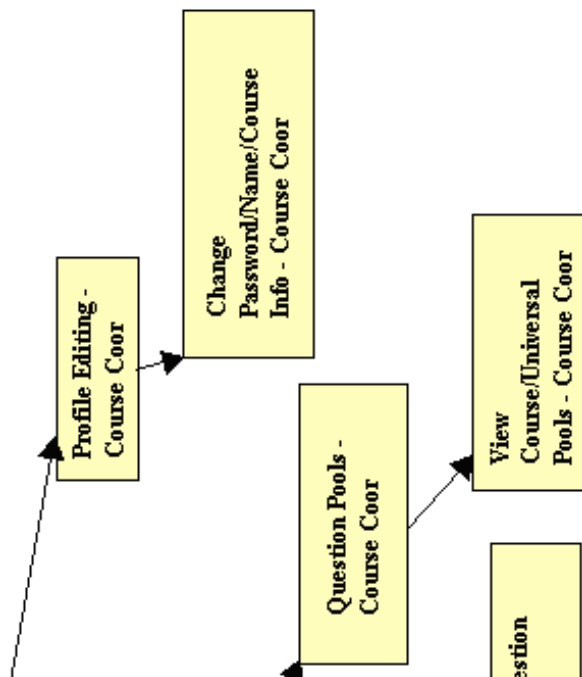 Profile Editing -
Course Coor
Change
Password/Name/Course
Info - Course Coor
Question Pools -
Course Coor
View
Course/Universal
Pools - Course Coor
estion